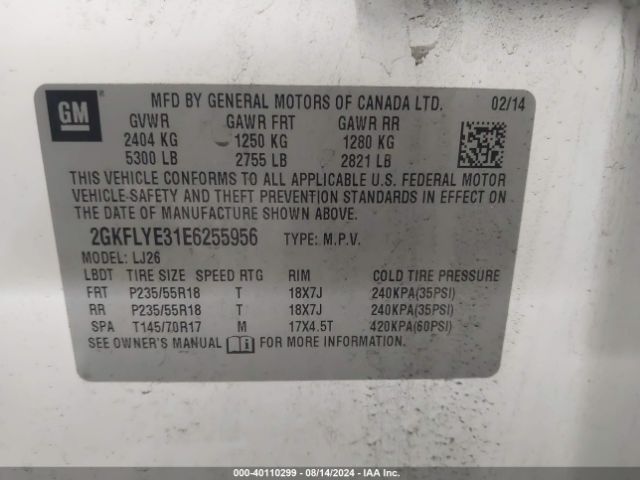 GM
MFD BY GENERAL MOTORS OF CANADA LTD. 02/14
GVWR GAWR FRT GAWR RR
2404 KG 1250 KG 1280 KG
5300 LB 2755 LB 2821 LB
THIS VEHICLE CONFORMS TO ALL APPLICABLE U.S. FEDERAL MOTOR
VEHICLE-SAFETY AND THEFT PREVENTION STANDARDS IN EFFECT ON
THE DATE OF MANUFACTURE SHOWN ABOVE.
2GKFLYE31E6255956 TYPE: M.P.V.
MODEL: LJ26
LBDT TIRE SIZE SPEED RTG RIM COLD TIRE PRESSURE
FRT P235/55R18 T 18X7J 240KPA(35PSI)
RR P235/55R18 T 18X7J 240KPA(35PSI)
SPA T145/70R17 M 17X4.5T 420KPA(60PSI)
SEE OWNER'S MANUAL FOR MORE INFORMATION.
000-40110299 - 08/14/2024 - IAA Inc.